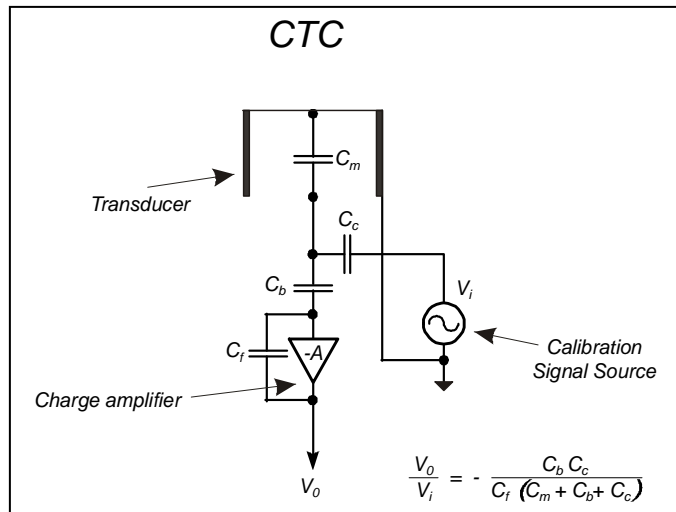 CTC
C_m
Transducer
C_c
C_b
V_i
C_f
-A
Calibration
Signal Source
Charge amplifier
V_0
V_0 / V_i = - C_b C_c / C_f (C_m + C_b + C_c)